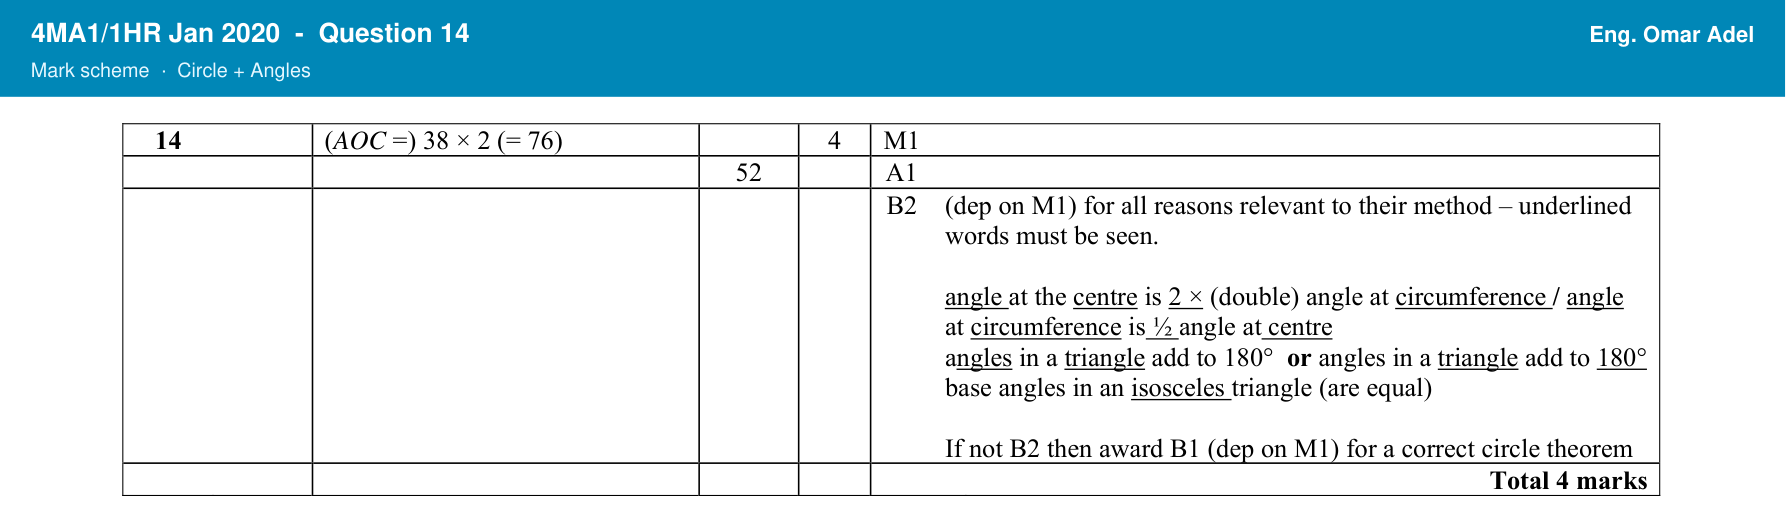 4MA1/1HR Jan 2020 - Question 14
Eng. Omar Adel
Mark scheme · Circle + Angles
14 (AOC =) 38 × 2 (= 76) 4 M1
52 A1
B2 (dep on M1) for all reasons relevant to their method – underlined
words must be seen.
angle at the centre is 2 × (double) angle at circumference / angle
at circumference is ½ angle at centre
angles in a triangle add to 180° or angles in a triangle add to 180°
base angles in an isosceles triangle (are equal)
If not B2 then award B1 (dep on M1) for a correct circle theorem
Total 4 marks